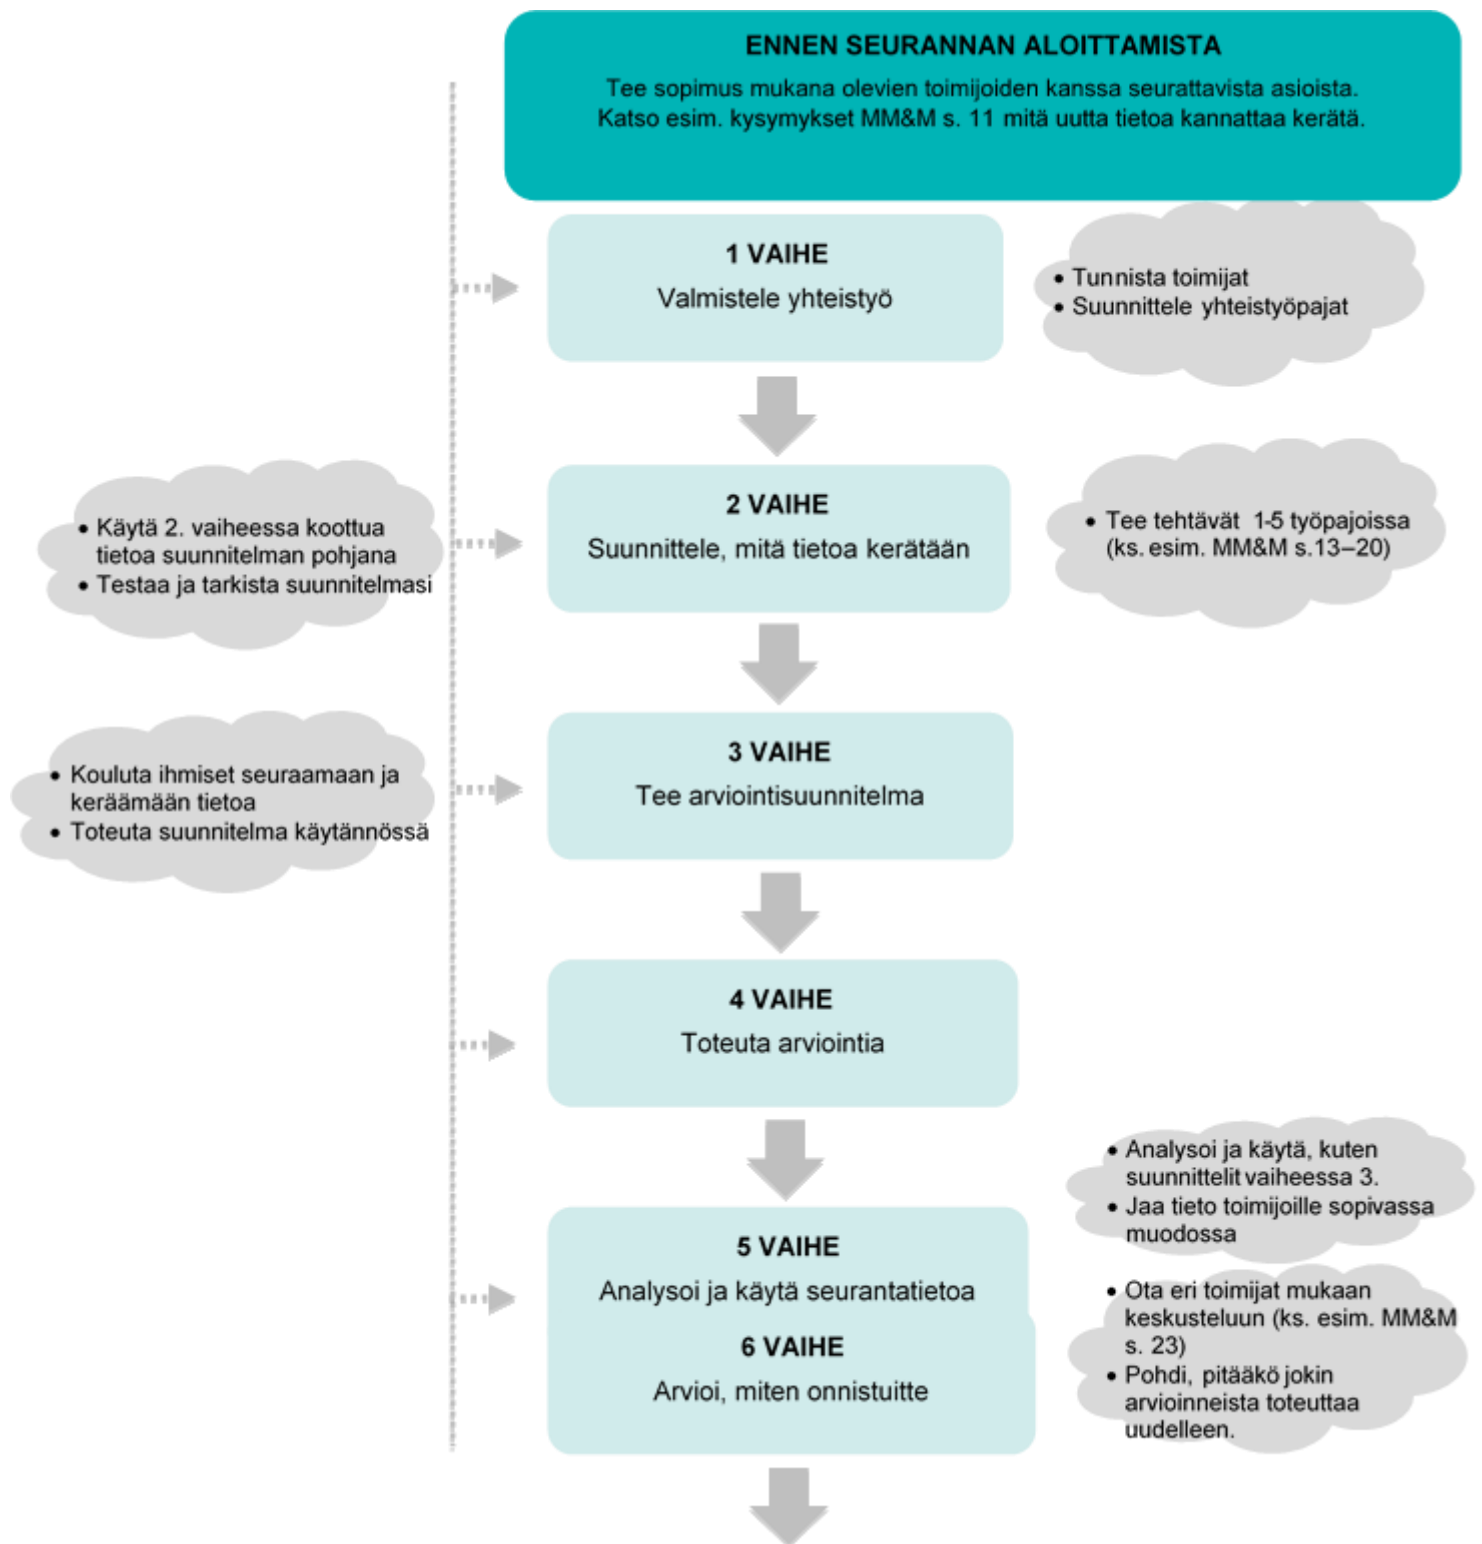 ENNEN SEURANNAN ALOITTAMISTA
Tee sopimus mukana olevien toimijoiden kanssa seurattavista asioista.
Katso esim. kysymykset MM&M s. 11 mitä uutta tietoa kannattaa kerätä.
1 VAIHE
Valmistele yhteistyö
• Tunnista toimijat
• Suunnittele yhteistyöpajat
2 VAIHE
Suunnittele, mitä tietoa kerätään
• Tee tehtävät 1-5 työpajoissa
(ks. esim. MM&M s.13–20)
• Käytä 2. vaiheessa koottua
tietoa suunnitelman pohjana
• Testaa ja tarkista suunnitelmasi
3 VAIHE
Tee arviointisuunnitelma
• Kouluta ihmiset seuraamaan ja
keräämään tietoa
• Toteuta suunnitelma käytännössä
4 VAIHE
Toteuta arviointia
5 VAIHE
Analysoi ja käytä seurantatietoa
• Analysoi ja käytä, kuten
suunnittelit vaiheessa 3.
• Jaa tieto toimijoille sopivassa
muodossa
6 VAIHE
Arvioi, miten onnistuitte
• Ota eri toimijat mukaan
keskusteluun (ks. esim. MM&M
s. 23)
• Pohdi, pitääkö jokin
arvioinneista toteuttaa
uudelleen.